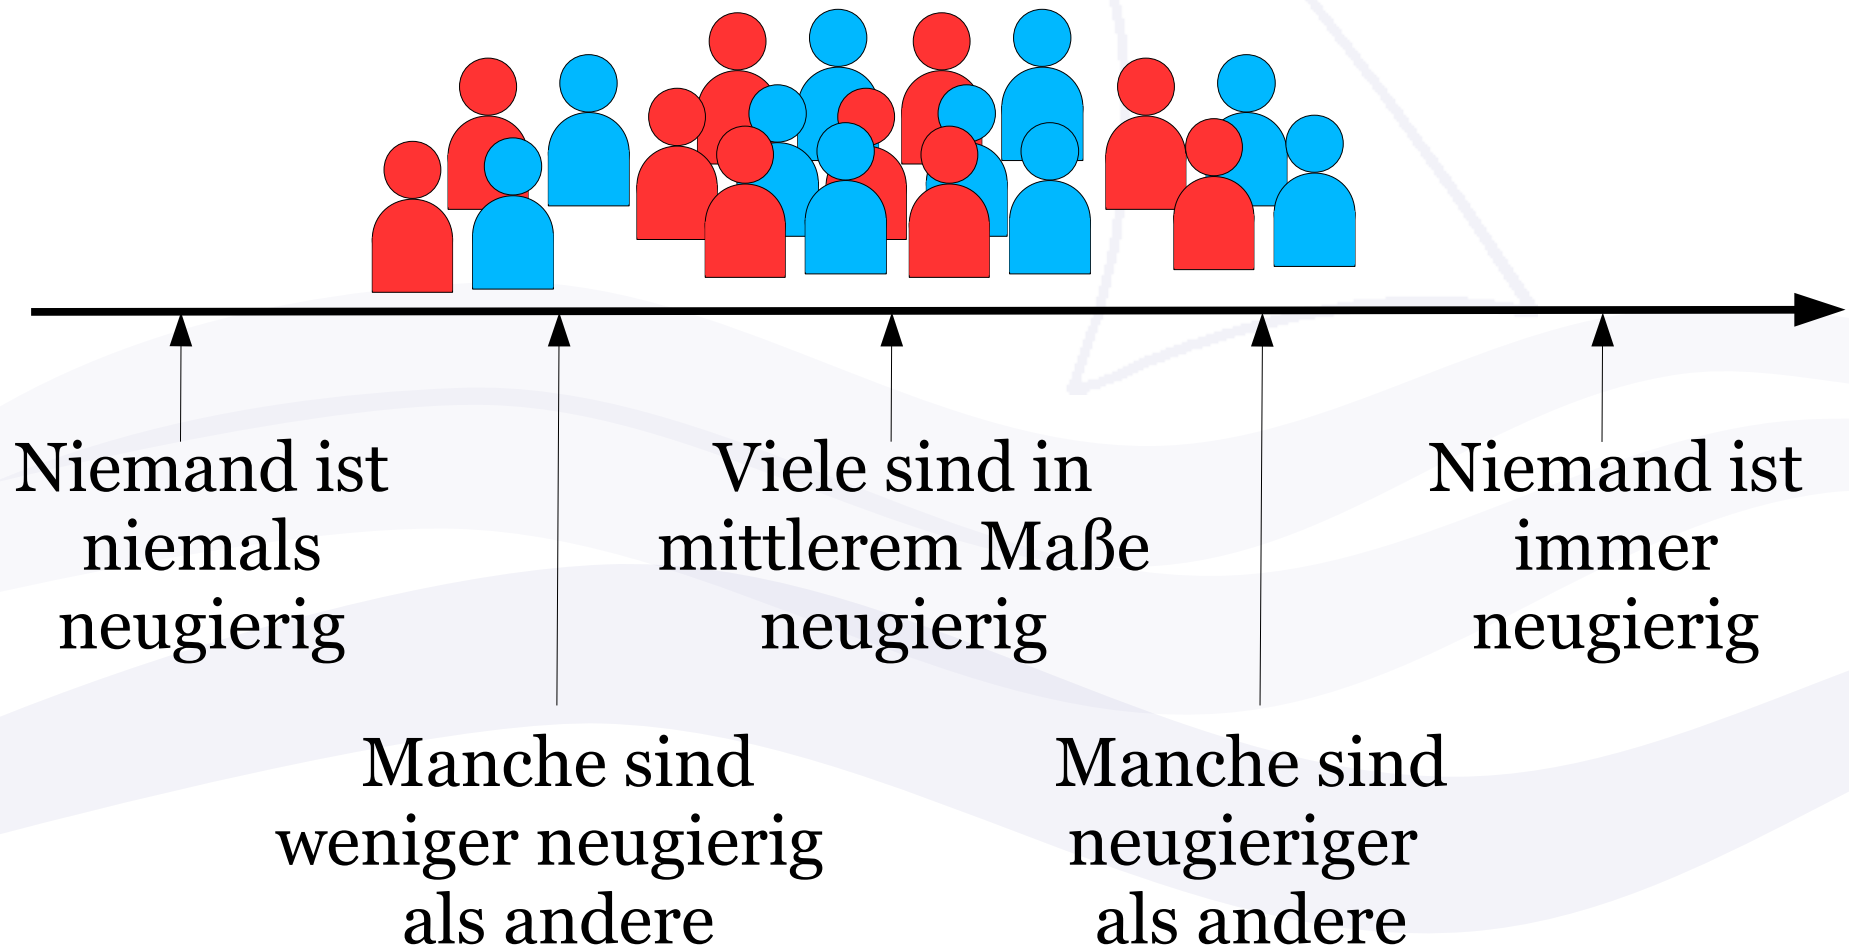 Niemand ist
niemals
neugierig
Viele sind in
mittlerem Maße
neugierig
Niemand ist
immer
neugierig
Manche sind
weniger neugierig
als andere
Manche sind
neugieriger
als andere